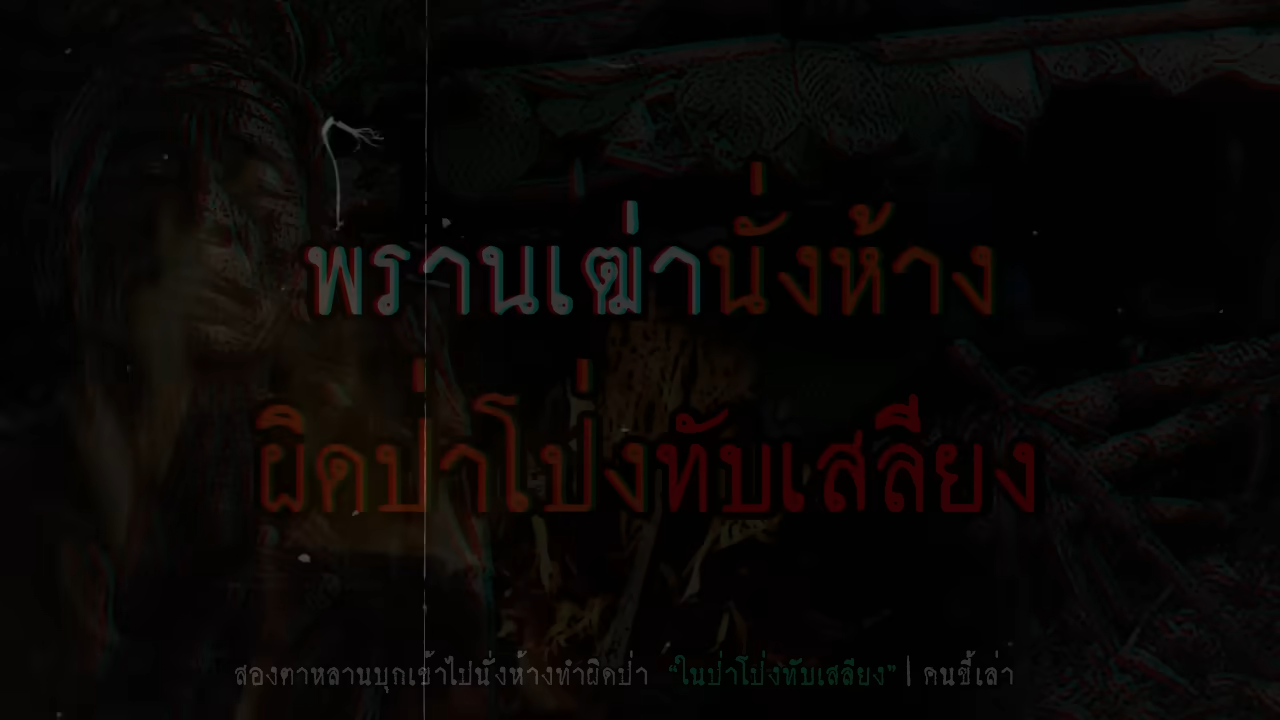 พรานเฒ่านั่งห้าง
ผิดป่าโป่งทับเสลียง
สองตาหลานบุกเข้าไปนั่งห้างทำผิดป่า "ในป่าโป่งทับเสลียง" | คนขี้เล่า